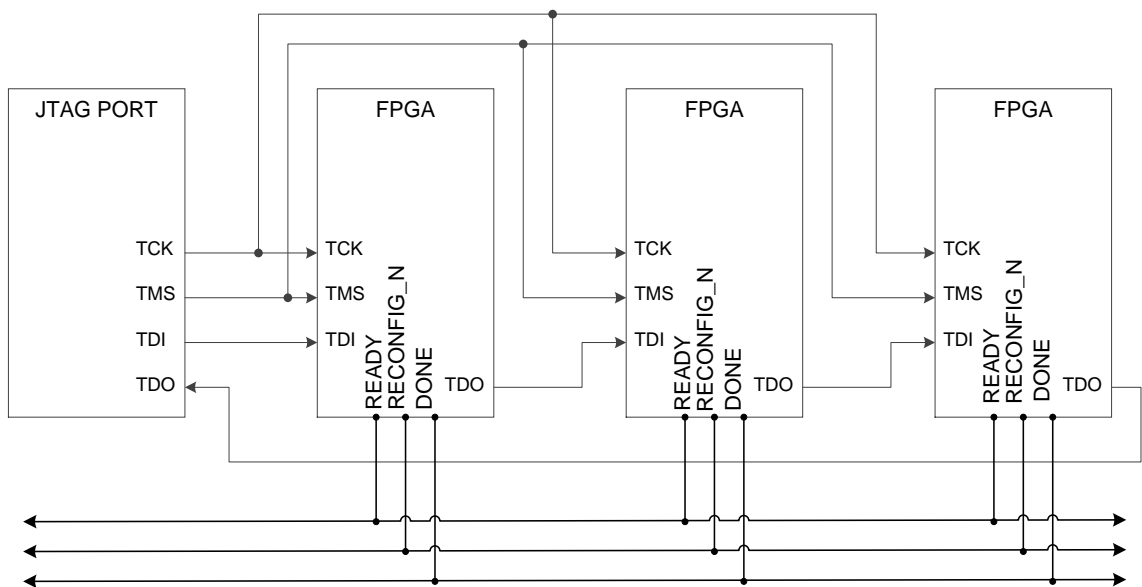 JTAG PORT
TCK
TMS
TDI
TDO
FPGA
TCK
TMS
TDI
READY
RECONFIG_N
DONE
TDO
FPGA
TCK
TMS
TDI
READY
RECONFIG_N
DONE
TDO
FPGA
TCK
TMS
TDI
READY
RECONFIG_N
DONE
TDO